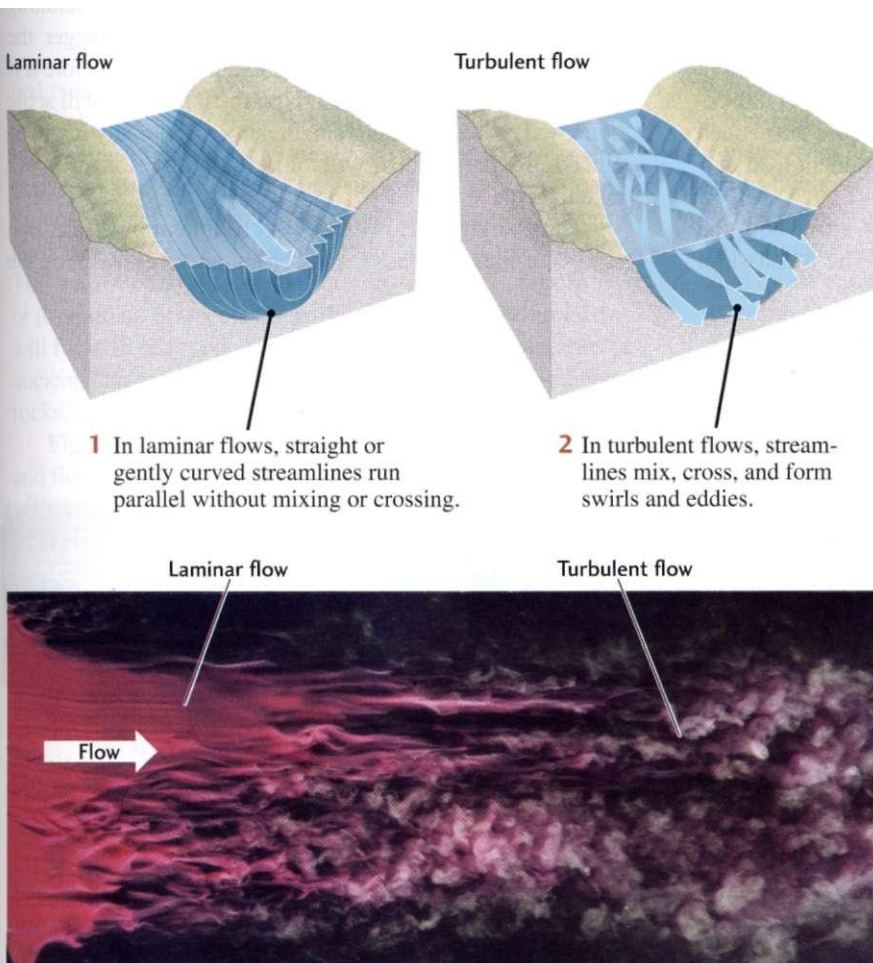 Laminar flow
Turbulent flow
1 In laminar flows, straight or
gently curved streamlines run
parallel without mixing or crossing.
2 In turbulent flows, stream-
lines mix, cross, and form
swirls and eddies.
Laminar flow
Turbulent flow
Flow